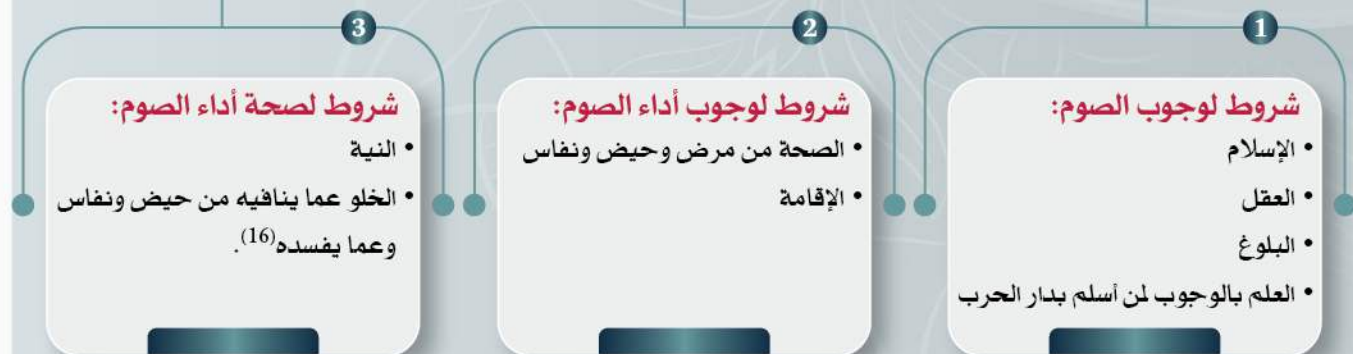 1
شروط لوجوب الصوم:
• الإسلام
• العقل
• البلوغ
• العلم بالوجوب لمن أسلم بدار الحرب
2
شروط لوجوب أداء الصوم:
• الصحة من مرض وحيض ونفاس
• الإقامة
3
شروط لصحة أداء الصوم:
• النية
• الخلو عما ينافيه من حيض ونفاس
وعما يفسده(16).